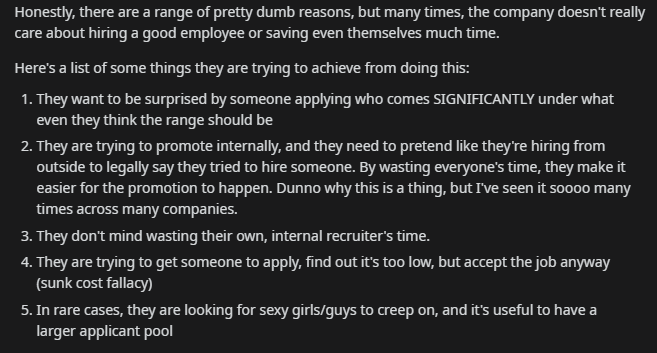 Honestly, there are a range of pretty dumb reasons, but many times, the company doesn't really
care about hiring a good employee or saving even themselves much time.
Here's a list of some things they are trying to achieve from doing this:
1. They want to be surprised by someone applying who comes SIGNIFICANTLY under what
even they think the range should be
2. They are trying to promote internally, and they need to pretend like they're hiring from
outside to legally say they tried to hire someone. By wasting everyone's time, they make it
easier for the promotion to happen. Dunno why this is a thing, but I've seen it soooo many
times across many companies.
3. They don't mind wasting their own, internal recruiter's time.
4. They are trying to get someone to apply, find out it's too low, but accept the job anyway
(sunk cost fallacy)
5. In rare cases, they are looking for sexy girls/guys to creep on, and it's useful to have a
larger applicant pool